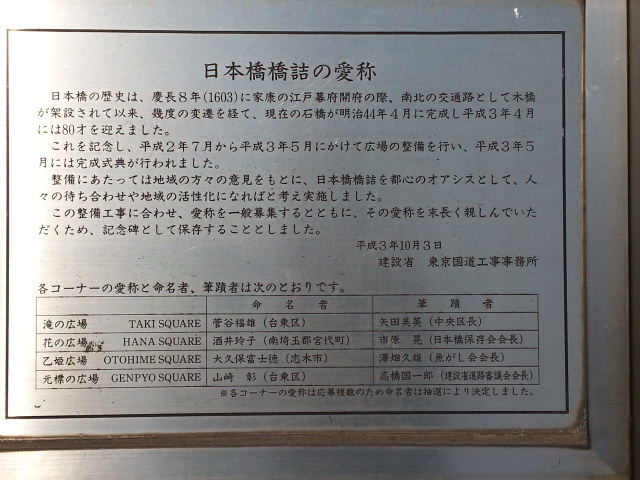 日本橋橋詰の愛称
日本橋の歴史は、慶長8年(1603)に家康の江戸幕府開府の際、南北の交通路として木橋
が架設されて以来、幾度の変遷を経て、現在の石橋が明治44年4月に完成し平成3年4月
には80才を迎えました。
これを記念し、平成2年7月から平成3年5月にかけて広場の整備を行い、平成3年5
月には完成式典が行われました。
整備にあたっては地域の方々の意見をもとに、日本橋橋詰を都心のオアシスとして、人
々の待ち合わせや地域の活性化になればと考え実施しました。
この整備工事に合わせ、愛称を一般募集するとともに、その愛称を末長く親しんでいた
だくため、記念碑として保存することとしました。
平成3年10月3日
建設省 東京国道工事事務所
各コーナーの愛称と命名者、筆蹟者は次のとおりです。
命名者 筆蹟者
滝の広場 TAKI SQUARE 菅谷福雄(台東区) 矢田美英(中央区長)
花の広場 HANA SQUARE 酒井玲子(南埼玉郡宮代町) 市原 晃(日本橋保存会会長)
乙姫広場 OTOHIME SQUARE 大久保富士徳(志木市) 澤畑久雄(魚がし会会長)
元標の広場 GENPYO SQUARE 山崎 彰(台東区) 高橋国一郎(建設省道路審議会会長)
※各コーナーの愛称は応募複数のため命名者は抽選により決定しました。